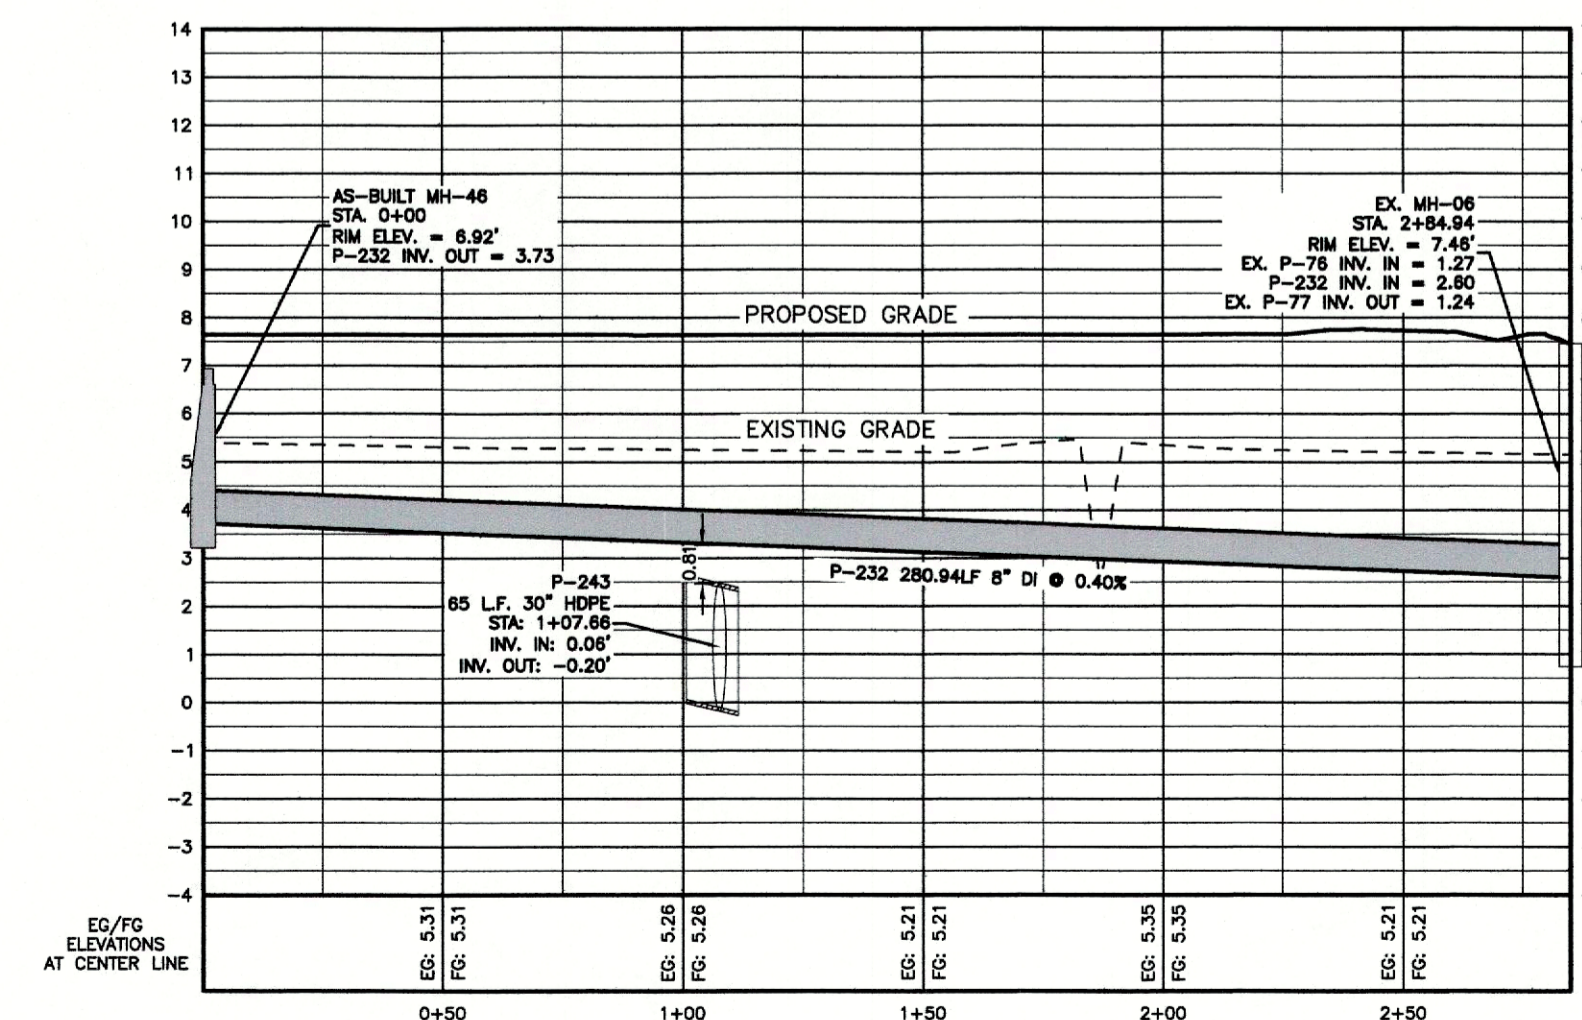 14
13
12
11
10
9
8
7
6
5
4
3
2
1
0
-1
-2
-3
-4
AS-BUILT MH-46
STA. 0+00
RIM ELEV. = 6.92'
P-232 INV. OUT = 3.73
EX. MH-06
STA. 2+84.94
RIM ELEV. = 7.46'
EX. P-76 INV. IN = 1.27
P-232 INV. IN = 2.60
EX. P-77 INV. OUT = 1.24
PROPOSED GRADE
EXISTING GRADE
0.81
P-232 280.94LF 8" DI @ 0.40%
P-243
65 L.F. 30" HDPE
STA: 1+07.66
INV. IN: 0.06'
INV. OUT: -0.20'
EG/FG
ELEVATIONS
AT CENTER LINE
EG: 5.31
FG: 5.31
EG: 5.26
FG: 5.26
EG: 5.21
FG: 5.21
EG: 5.35
FG: 5.35
EG: 5.21
FG: 5.21
0+50
1+00
1+50
2+00
2+50